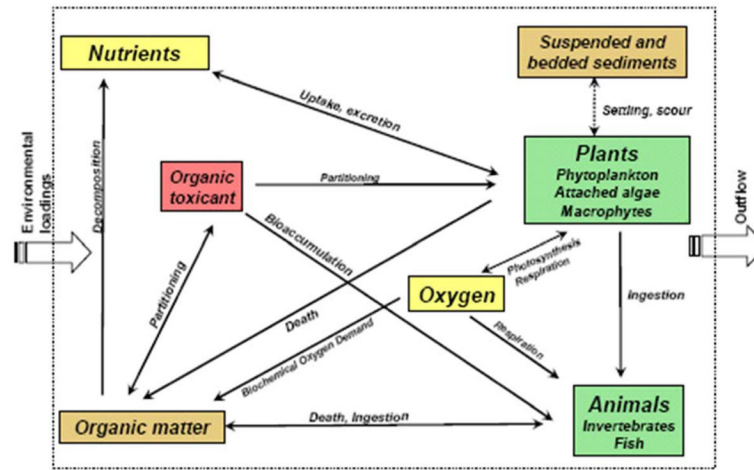 Nutrients
Suspended and
bedded sediments
Uptake, excretion
Settling, scour
Plants
Phytoplankton
Attached algae
Macrophytes
Environmental
loadings
Decomposition
Organic
toxicant
Partitioning
Outflow
Bioaccumulation
Photosynthesis
Respiration
Oxygen
Ingestion
Partitioning
Death
Biochemical Oxygen Demand
Respiration
Organic matter
Death, Ingestion
Animals
Invertebrates
Fish